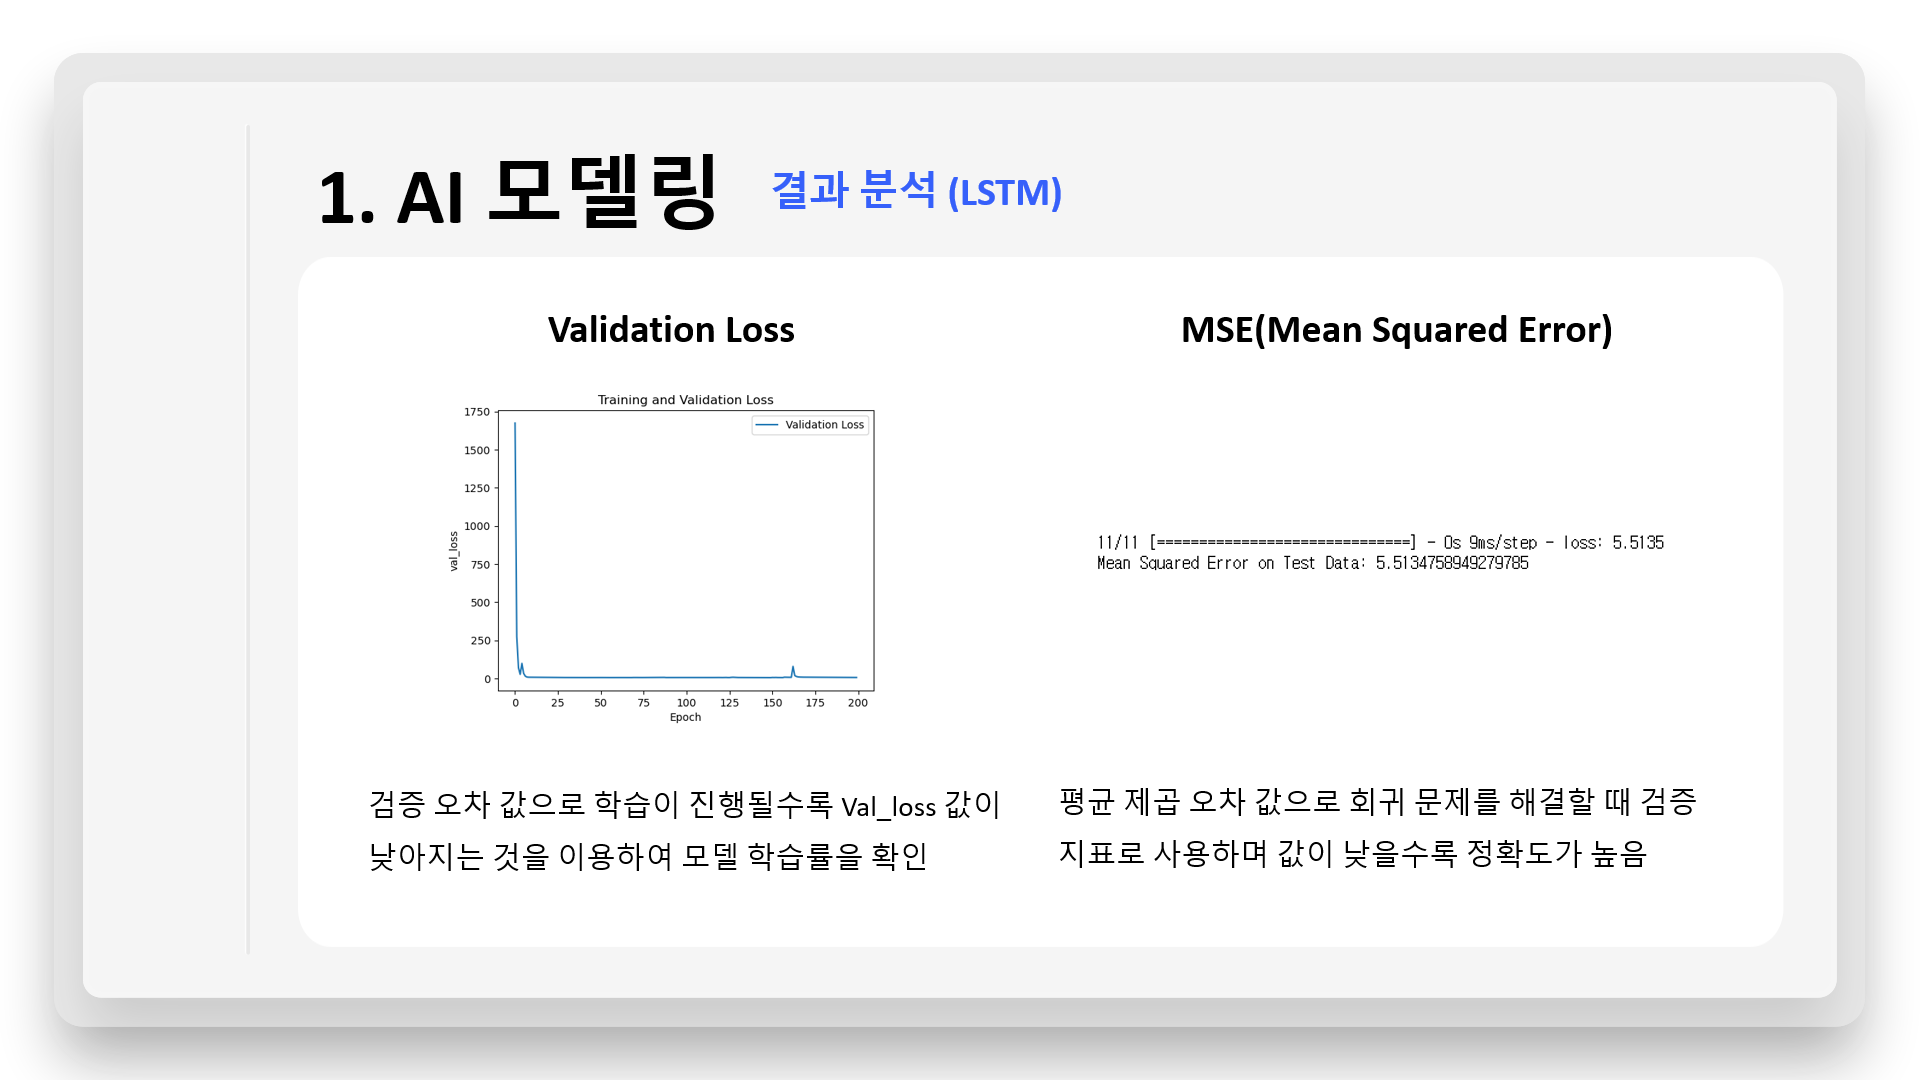 1. AI 모델링
결과 분석 (LSTM)
Validation Loss
Training and Validation Loss
Validation Loss
1750
1500
1250
1000
750
500
250
0
val_loss
0 25 50 75 100 125 150 175 200
Epoch
검증 오차 값으로 학습이 진행될수록 Val_loss 값이
낮아지는 것을 이용하여 모델 학습률을 확인
MSE(Mean Squared Error)
11/11 [==============================] - 0s 9ms/step - loss: 5.5135
Mean Squared Error on Test Data: 5.5134758949279785
평균 제곱 오차 값으로 회귀 문제를 해결할 때 검증
지표로 사용하며 값이 낮을수록 정확도가 높음